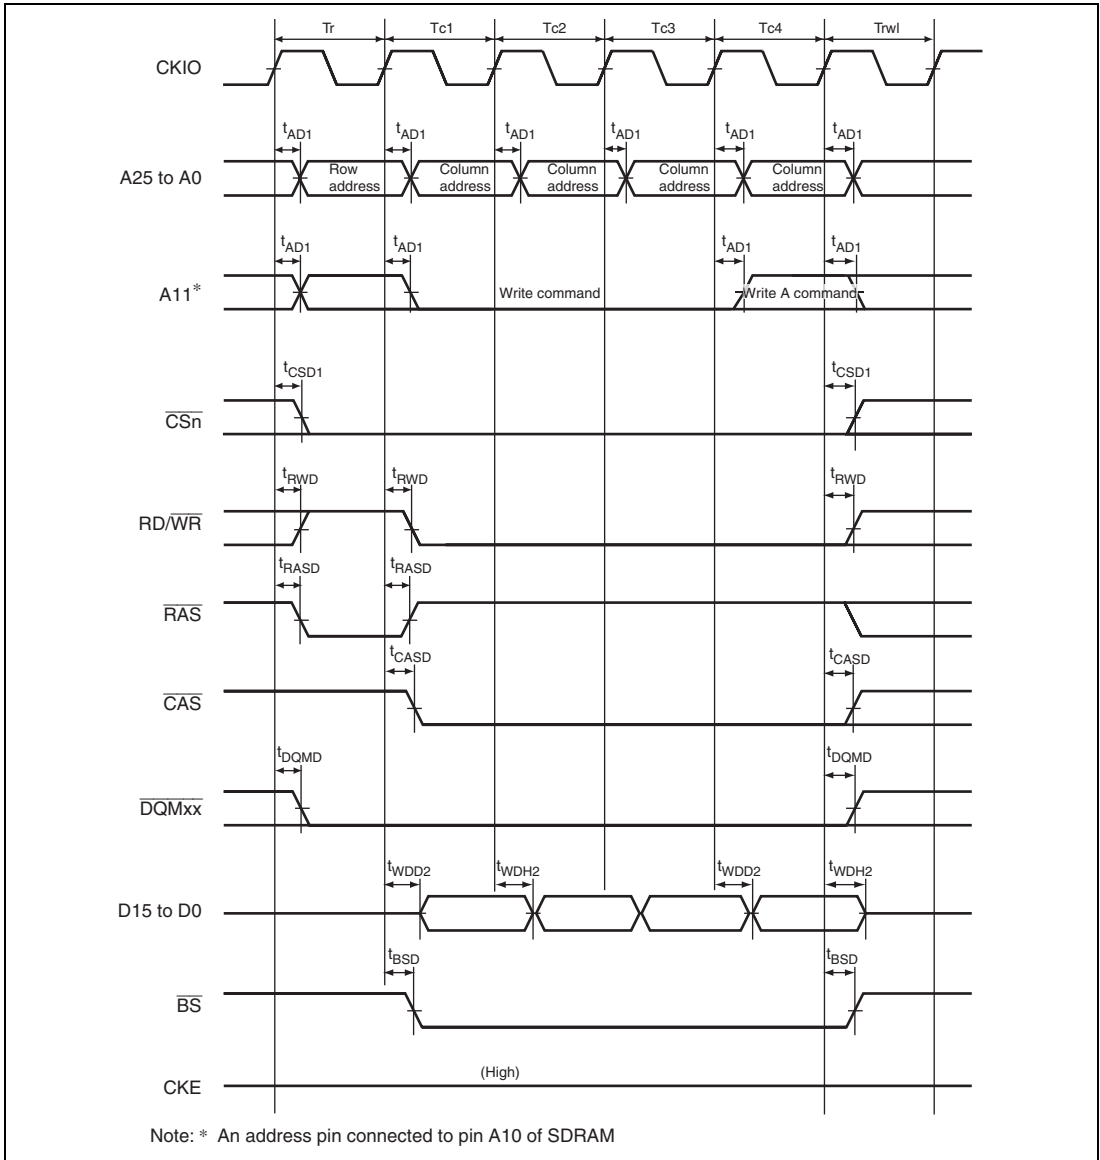 Tr Tc1 Tc2 Tc3 Tc4 Trwl
CKIO
tAD1 tAD1 tAD1 tAD1 tAD1 tAD1
A25 to A0
Row address
Column address
Column address
Column address
Column address
tAD1 tAD1 tAD1 tAD1
A11*
Write command
Write A command
tCSD1 tCSD1
CSn
tRWD tRWD tRWD
RD/WR
tRASD tRASD
RAS
tCASD tCASD
CAS
tDQMD tDQMD
DQMxx
tWDD2 tWDH2 tWDD2 tWDH2
D15 to D0
tBSD tBSD
BS
(High)
CKE
Note: * An address pin connected to pin A10 of SDRAM